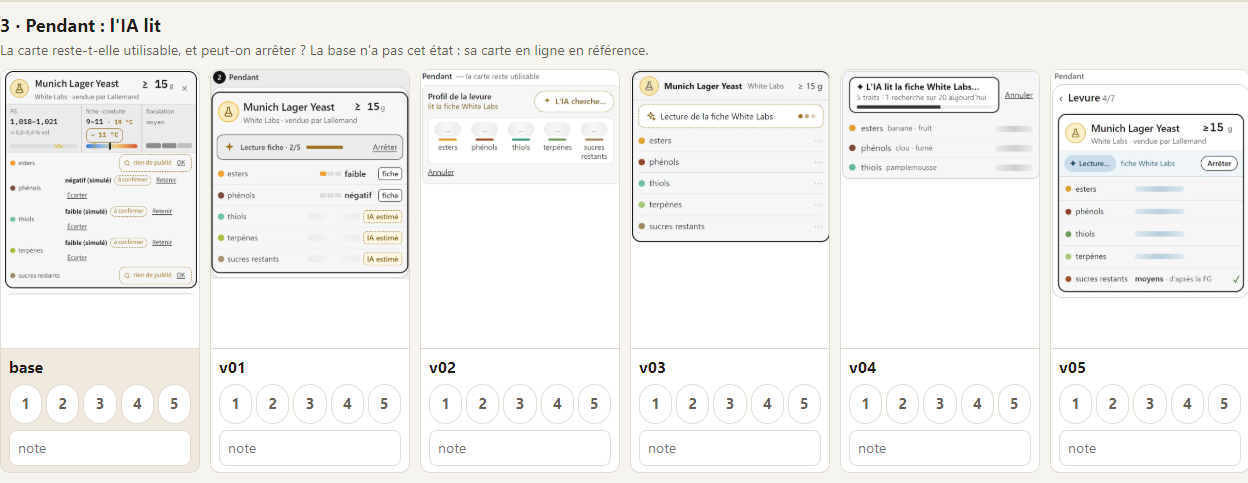 3 · Pendant : l'IA lit
La carte reste-t-elle utilisable, et peut-on arrêter ? La base n'a pas cet état : sa carte en ligne en référence.
Munich Lager Yeast ≥ 15 g ×
White Labs · vendue par Lallemand
FG
1,018–1,021
≈ 6,0–6,4 % vol
fiche · conduite
9–11 · 19 °C
~ 11 °C
inoculation
moyen
esters rien de publié OK
négatif (simulé) à confirmer Retenir
phénols
Écarter
faible (simulé) à confirmer Retenir
thiols
Écarter
faible (simulé) à confirmer Retenir
terpènes
Écarter
sucres restants rien de publié OK
base
1 2 3 4 5
note
2 Pendant
Munich Lager Yeast ≥ 15 g
White Labs · vendue par Lallemand
Lecture fiche · 2/5 Arrêter
esters faible fiche
phénols négatif fiche
thiols IA estimé
terpènes IA estimé
sucres restants IA estimé
v01
1 2 3 4 5
note
Pendant — la carte reste utilisable
Profil de la levure
lit la fiche White Labs
L'IA cherche...
... ... ... ... ...
esters phénols thiols terpènes sucres restants
Annuler
v02
1 2 3 4 5
note
Munich Lager Yeast White Labs ≥ 15 g
Lecture de la fiche White Labs
esters ...
phénols ...
thiols ...
terpènes ...
sucres restants ...
v03
1 2 3 4 5
note
L'IA lit la fiche White Labs...
5 traits · 1 recherche sur 20 aujourd'hui
Annuler
esters banane · fruit
phénols clou · fumé
thiols pamplemousse
v04
1 2 3 4 5
note
Pendant
‹ Levure 4/7
Munich Lager Yeast ≥ 15 g
White Labs · vendue par Lallemand
Lecture... fiche White Labs Arrêter
esters
phénols
thiols
terpènes
sucres restants moyens · d'après la FG ✓
v05
1 2 3 4 5
note